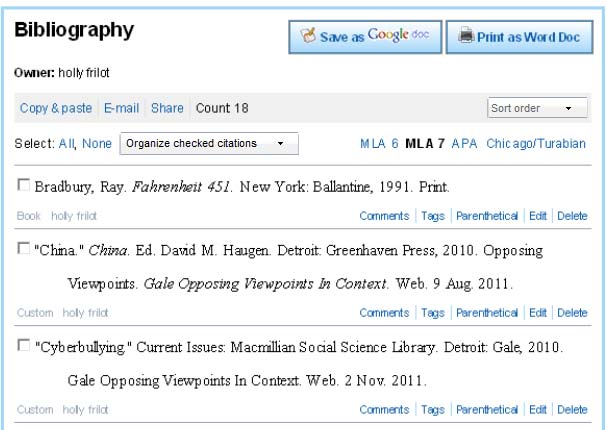 Bibliography
Save as Google doc
Print as Word Doc
Owner: holly frilot
Copy & paste E-mail Share Count 18
Sort order
Select: All, None Organize checked citations MLA 6 MLA 7 APA Chicago/Turabian
Bradbury, Ray. Fahrenheit 451. New York: Ballantine, 1991. Print.
Book holly frilot Comments Tags Parenthetical Edit Delete
"China." China. Ed. David M. Haugen. Detroit: Greenhaven Press, 2010. Opposing
Viewpoints. Gale Opposing Viewpoints In Context. Web. 9 Aug. 2011.
Custom holly frilot Comments Tags Parenthetical Edit Delete
"Cyberbullying." Current Issues: Macmillian Social Science Library. Detroit: Gale, 2010.
Gale Opposing Viewpoints In Context. Web. 2 Nov. 2011.
Custom holly frilot Comments Tags Parenthetical Edit Delete